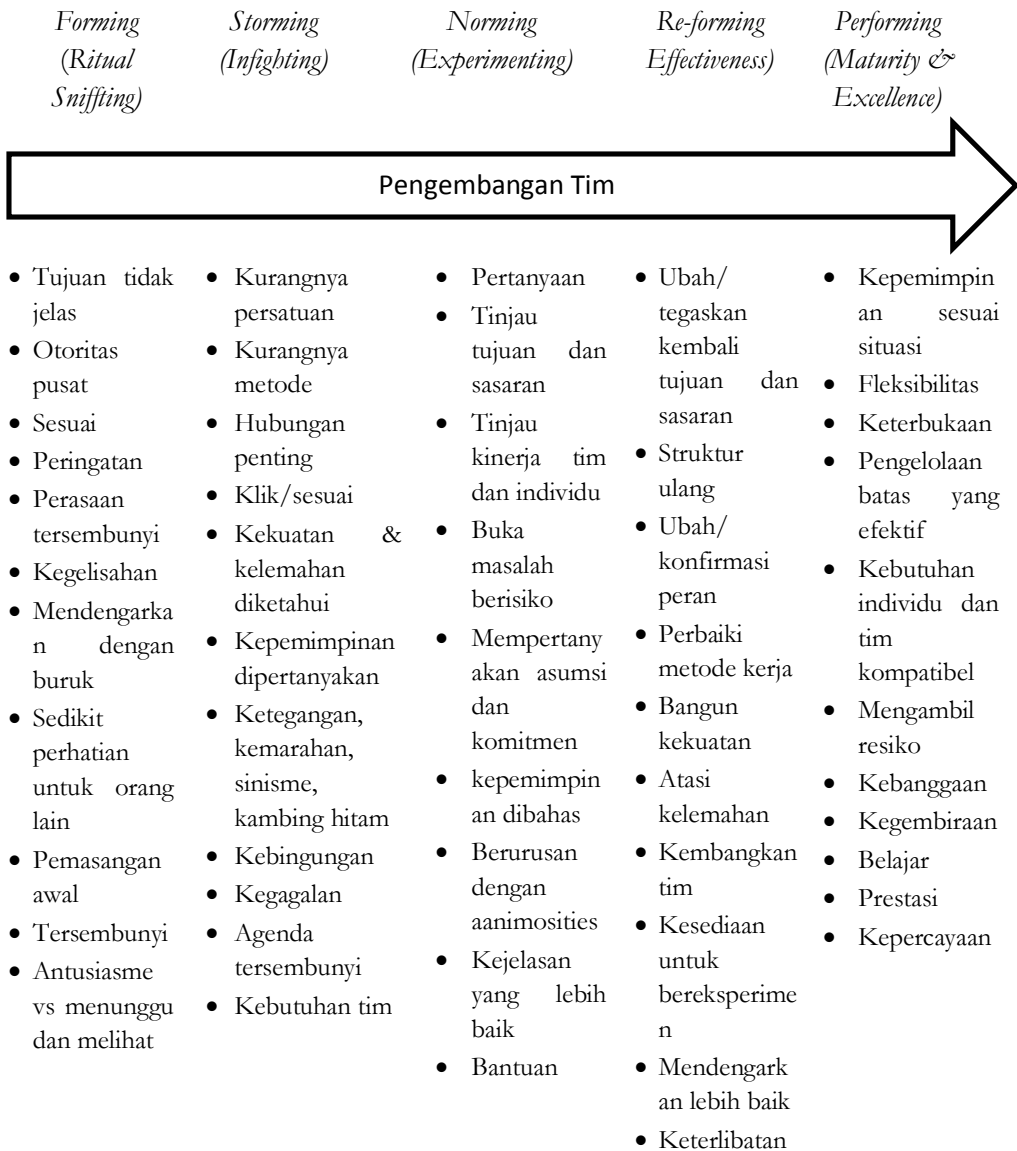 Forming
(Ritual
Sniffting)
Storming
(Infighting)
Norming
(Experimenting)
Re-forming
Effectiveness)
Performing
(Maturity &
Excellence)
Pengembangan Tim
• Tujuan tidak
jelas
• Otoritas
pusat
• Sesuai
• Peringatan
• Perasaan
tersembunyi
• Kegelisahan
• Mendengarka
n dengan
buruk
• Sedikit
perhatian
untuk orang
lain
• Pemasangan
awal
• Tersembunyi
• Antusiasme
vs menunggu
dan melihat
• Kurangnya
persatuan
• Kurangnya
metode
• Hubungan
penting
• Klik/sesuai
• Kekuatan &
kelemahan
diketahui
• Kepemimpinan
dipertanyakan
• Ketegangan,
kemarahan,
sinisme,
kambing hitam
• Kebingungan
• Kegagalan
• Agenda
tersembunyi
• Kebutuhan tim
• Pertanyaan
• Tinjau
tujuan dan
sasaran
• Tinjau
kinerja tim
dan individu
• Buka
masalah
berisiko
• Mempertany
akan asumsi
dan
komitmen
• kepemimpin
an dibahas
• Berurusan
dengan
aanimosities
• Kejelasan
yang lebih
baik
• Bantuan
• Ubah/
tegaskan
kembali
tujuan dan
sasaran
• Struktur
ulang
• Ubah/
konfirmasi
peran
• Perbaiki
metode kerja
• Bangun
kekuatan
• Atasi
kelemahan
• Kembangkan
tim
• Kesediaan
untuk
bereksperime
n
• Mendengark
an lebih baik
• Keterlibatan
• Kepemimpin
an sesuai
situasi
• Fleksibilitas
• Keterbukaan
• Pengelolaan
batas yang
efektif
• Kebutuhan
individu dan
tim
kompatibel
• Mengambil
resiko
• Kebanggaan
• Kegembiraan
• Belajar
• Prestasi
• Kepercayaan